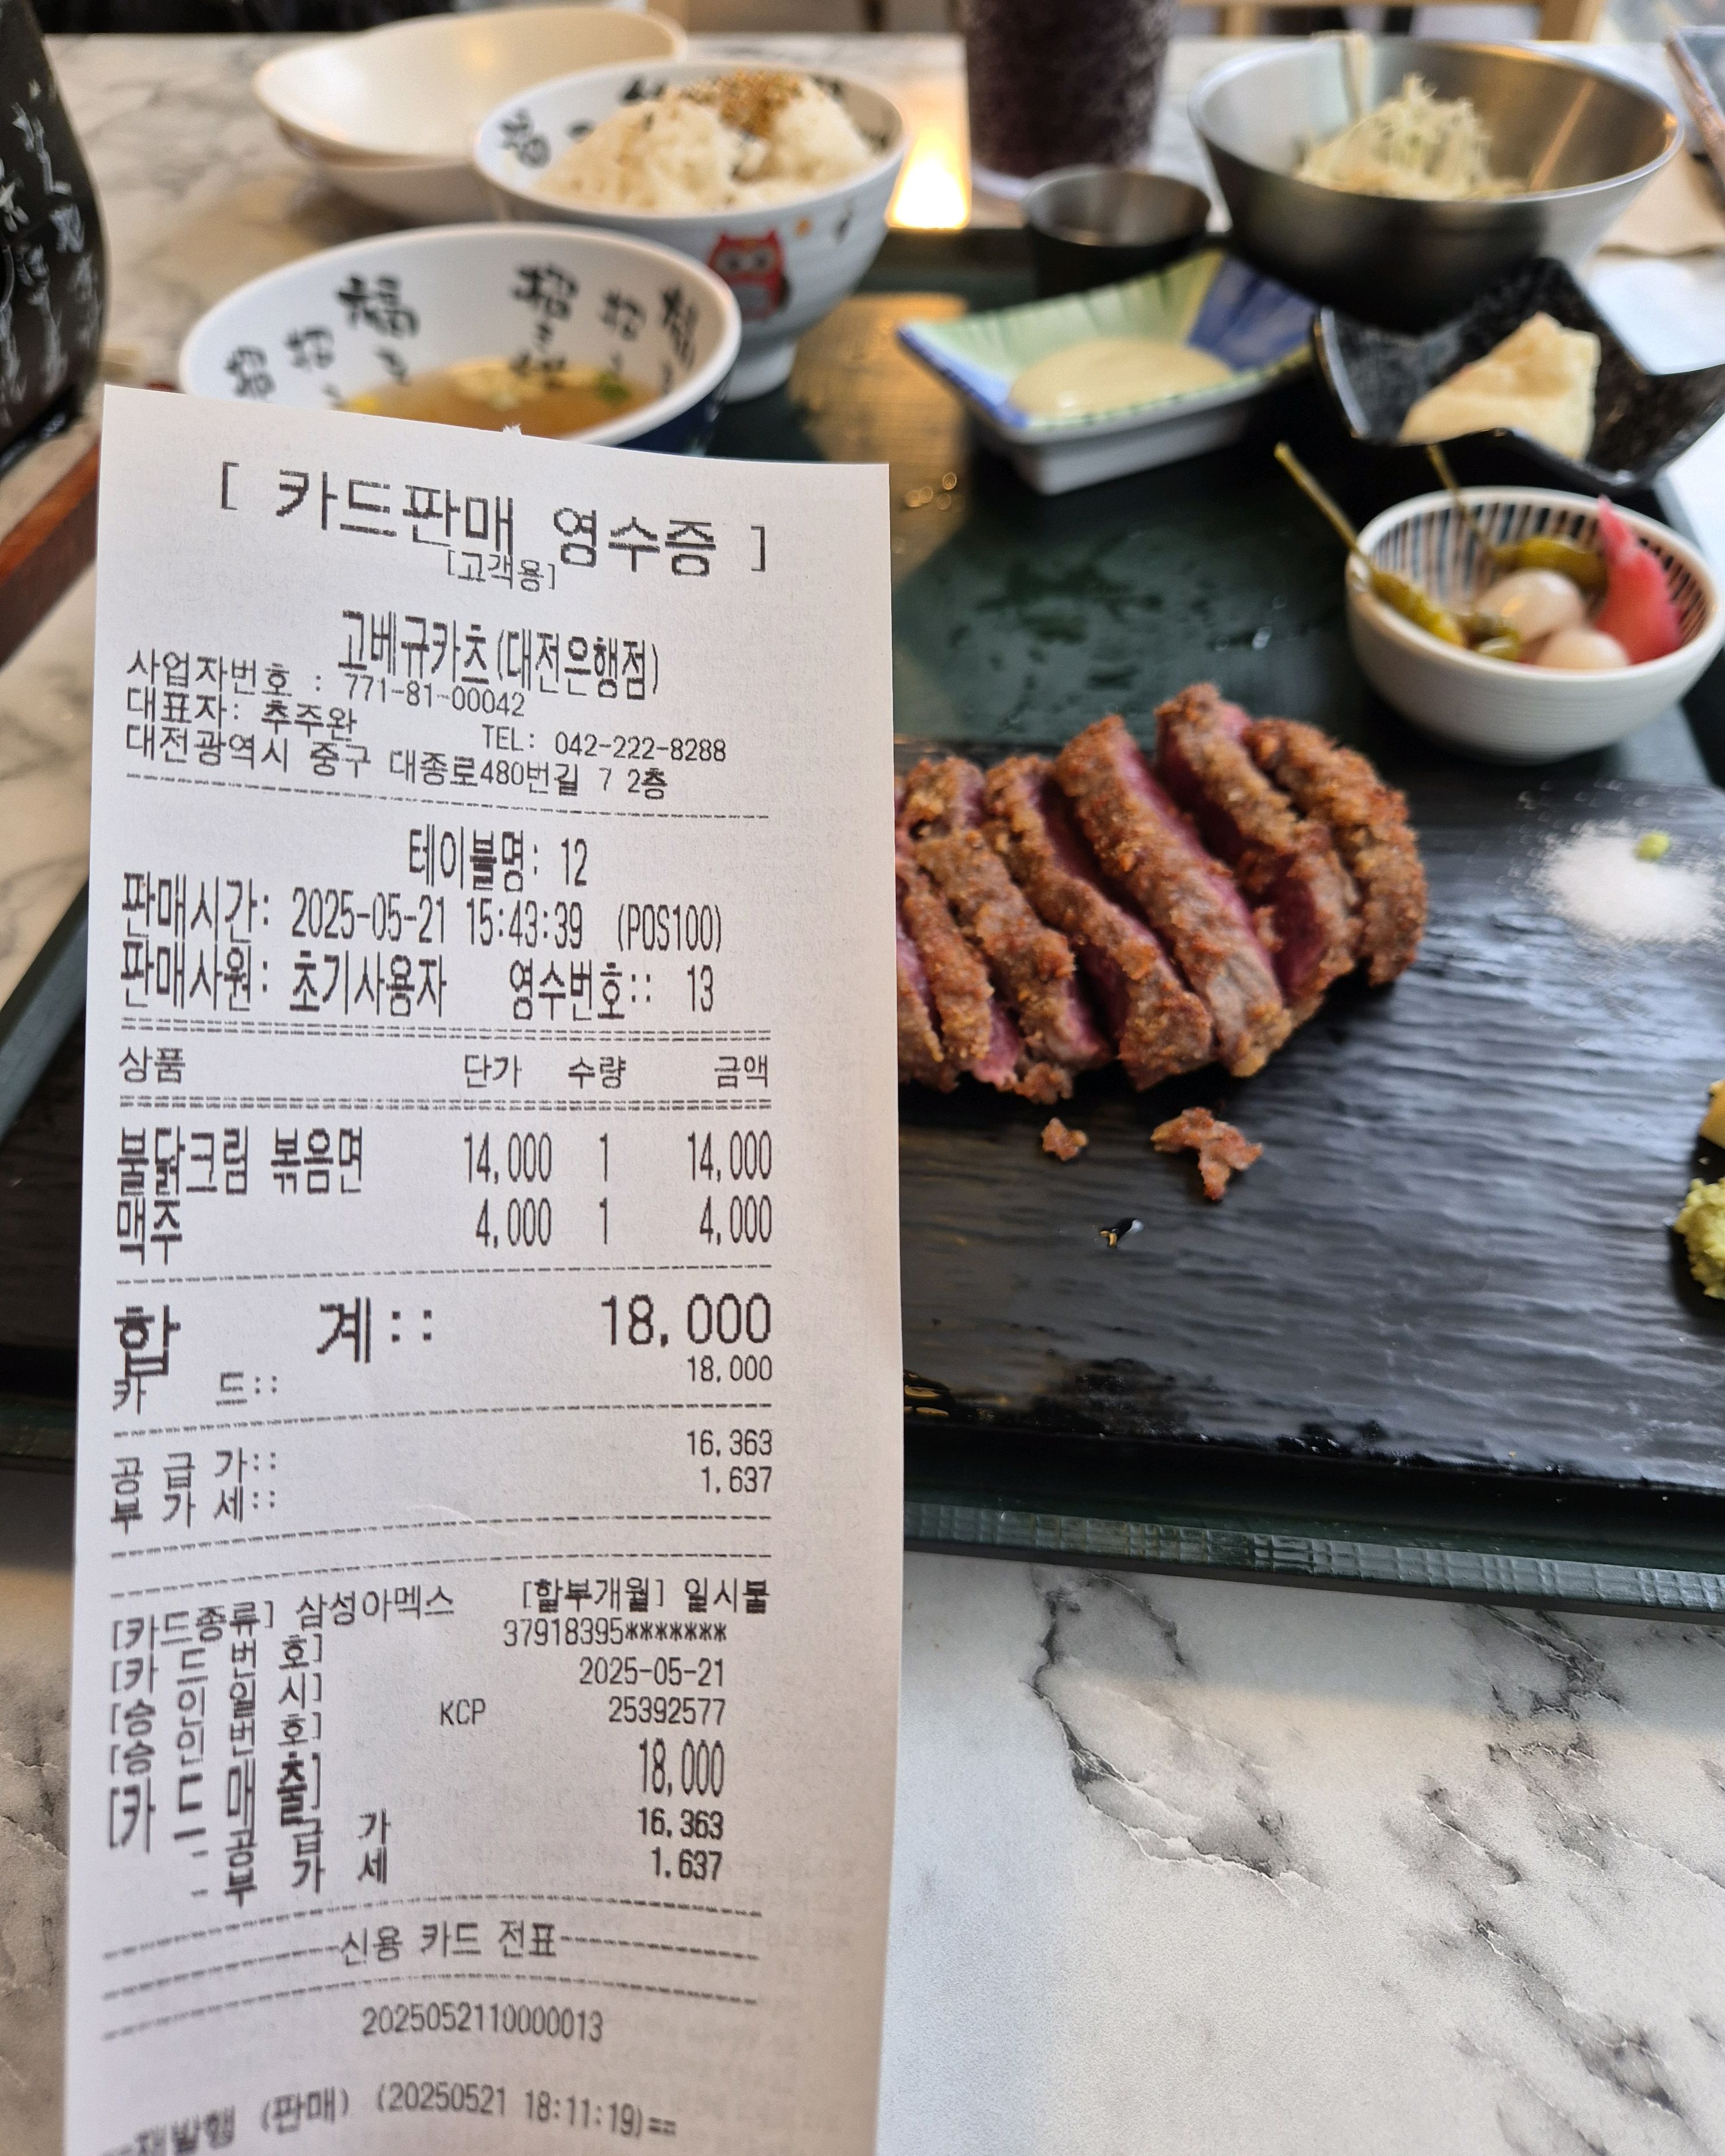 [ 카드판매 영수증 ]
[고객용]
고베규카츠(대전은행점)
사업자번호 : 771-81-00042
대표자: 추주완 TEL: 042-222-8288
대전광역시 중구 대종로480번길 7 2층
테이블명: 12
판매시간: 2025-05-21 15:43:39 (POS100)
판매사원: 초기사용자 영수번호:: 13
상품 단가 수량 금액
불닭크림 볶음면 14,000 1 14,000
맥주 4,000 1 4,000
합 계:: 18,000
카 드:: 18,000
공 급 가:: 16,363
부 가 세:: 1,637
[카드종류] 삼성아멕스 [할부개월] 일시불
[카 드 번 호] 37918395*******
[승 인 일 시] 2025-05-21
[승 인 번 호] KCP 25392577
[카 드 매 출] 18,000
- 공 급 가 16,363
- 부 가 세 1,637
신용 카드 전표
2025052110000013
==재발행 (판매) (20250521 18:11:19)==
福